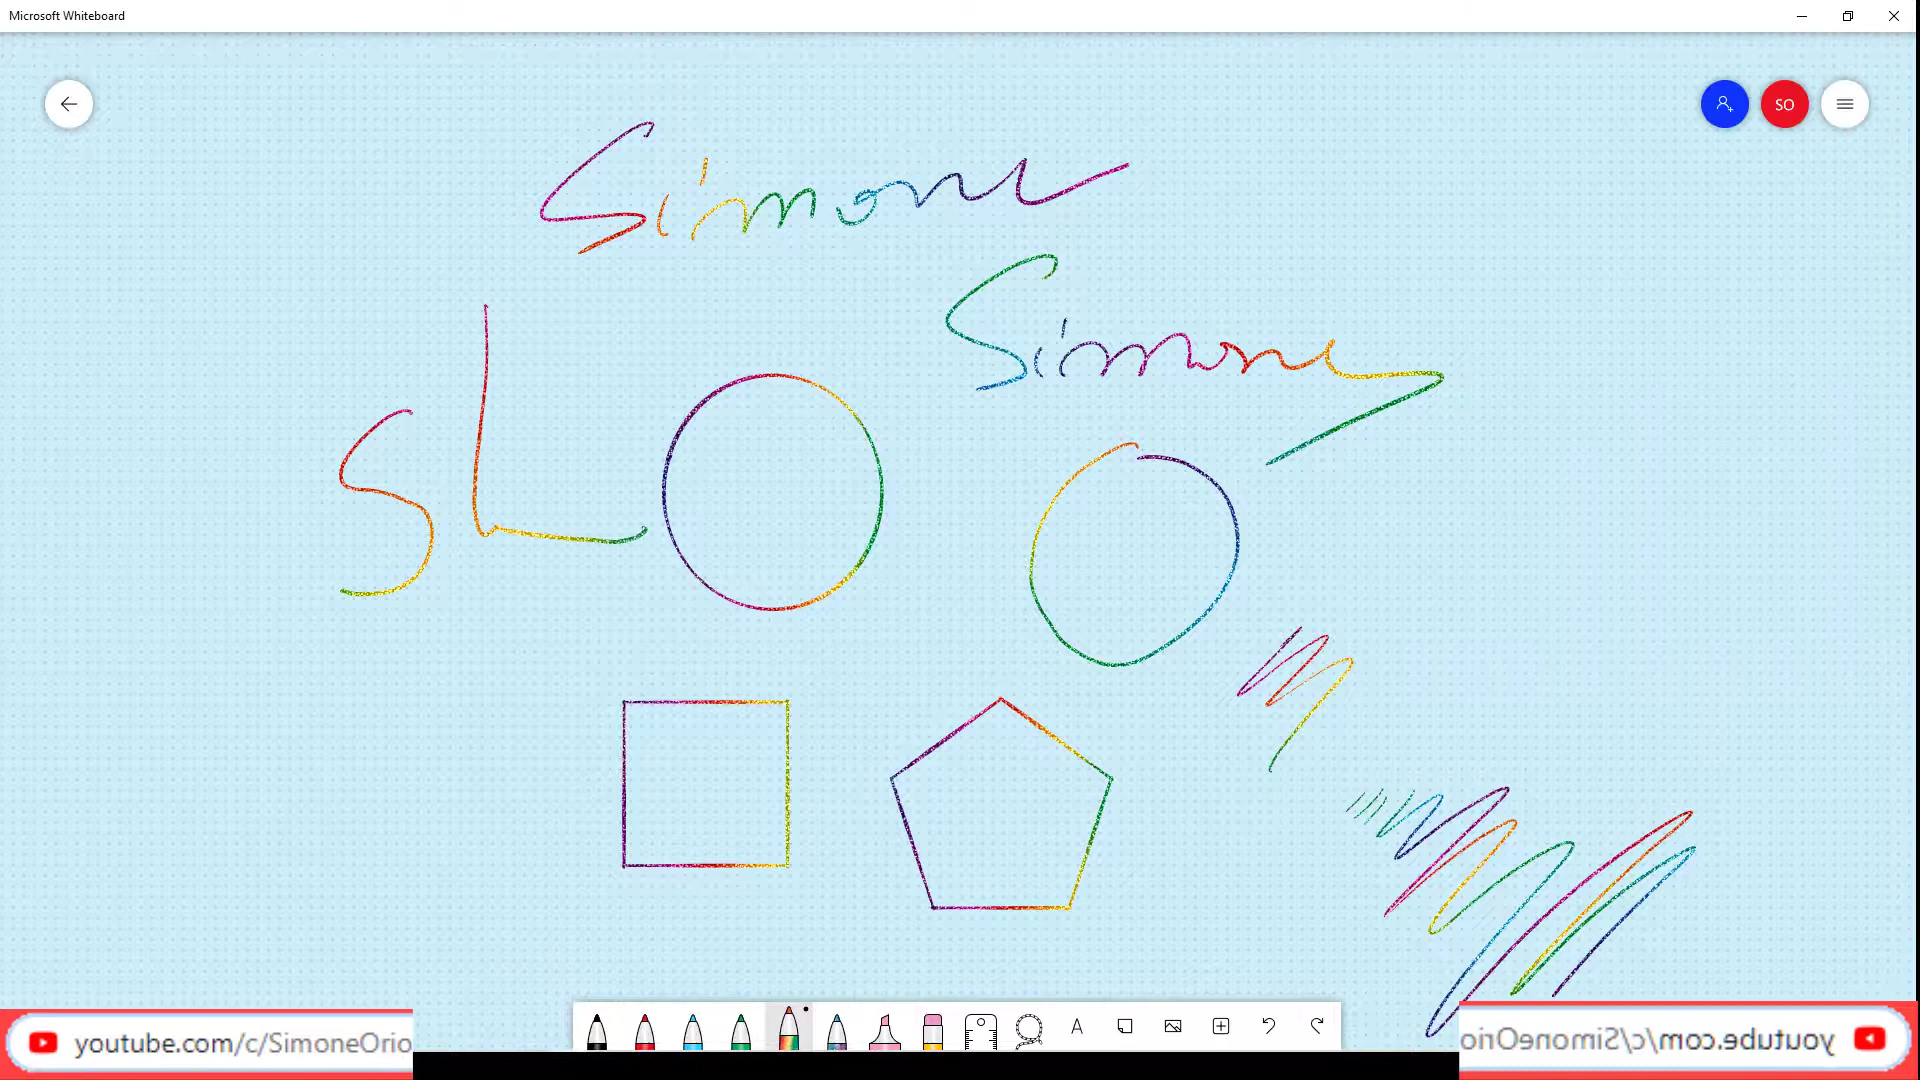 Microsoft Whiteboard
SO
Simone
Simone
SL
A
youtube.com/c/SimoneOrio
youtube.com/c/SimoneOrio